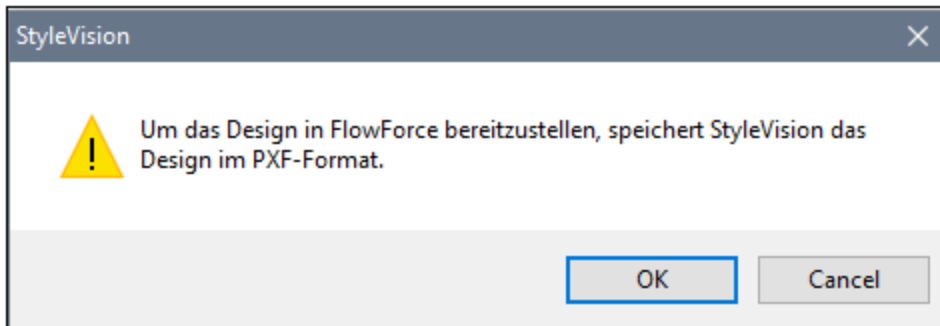 StyleVision
Um das Design in FlowForce bereitzustellen, speichert StyleVision das
Design im PXF-Format.
OK
Cancel